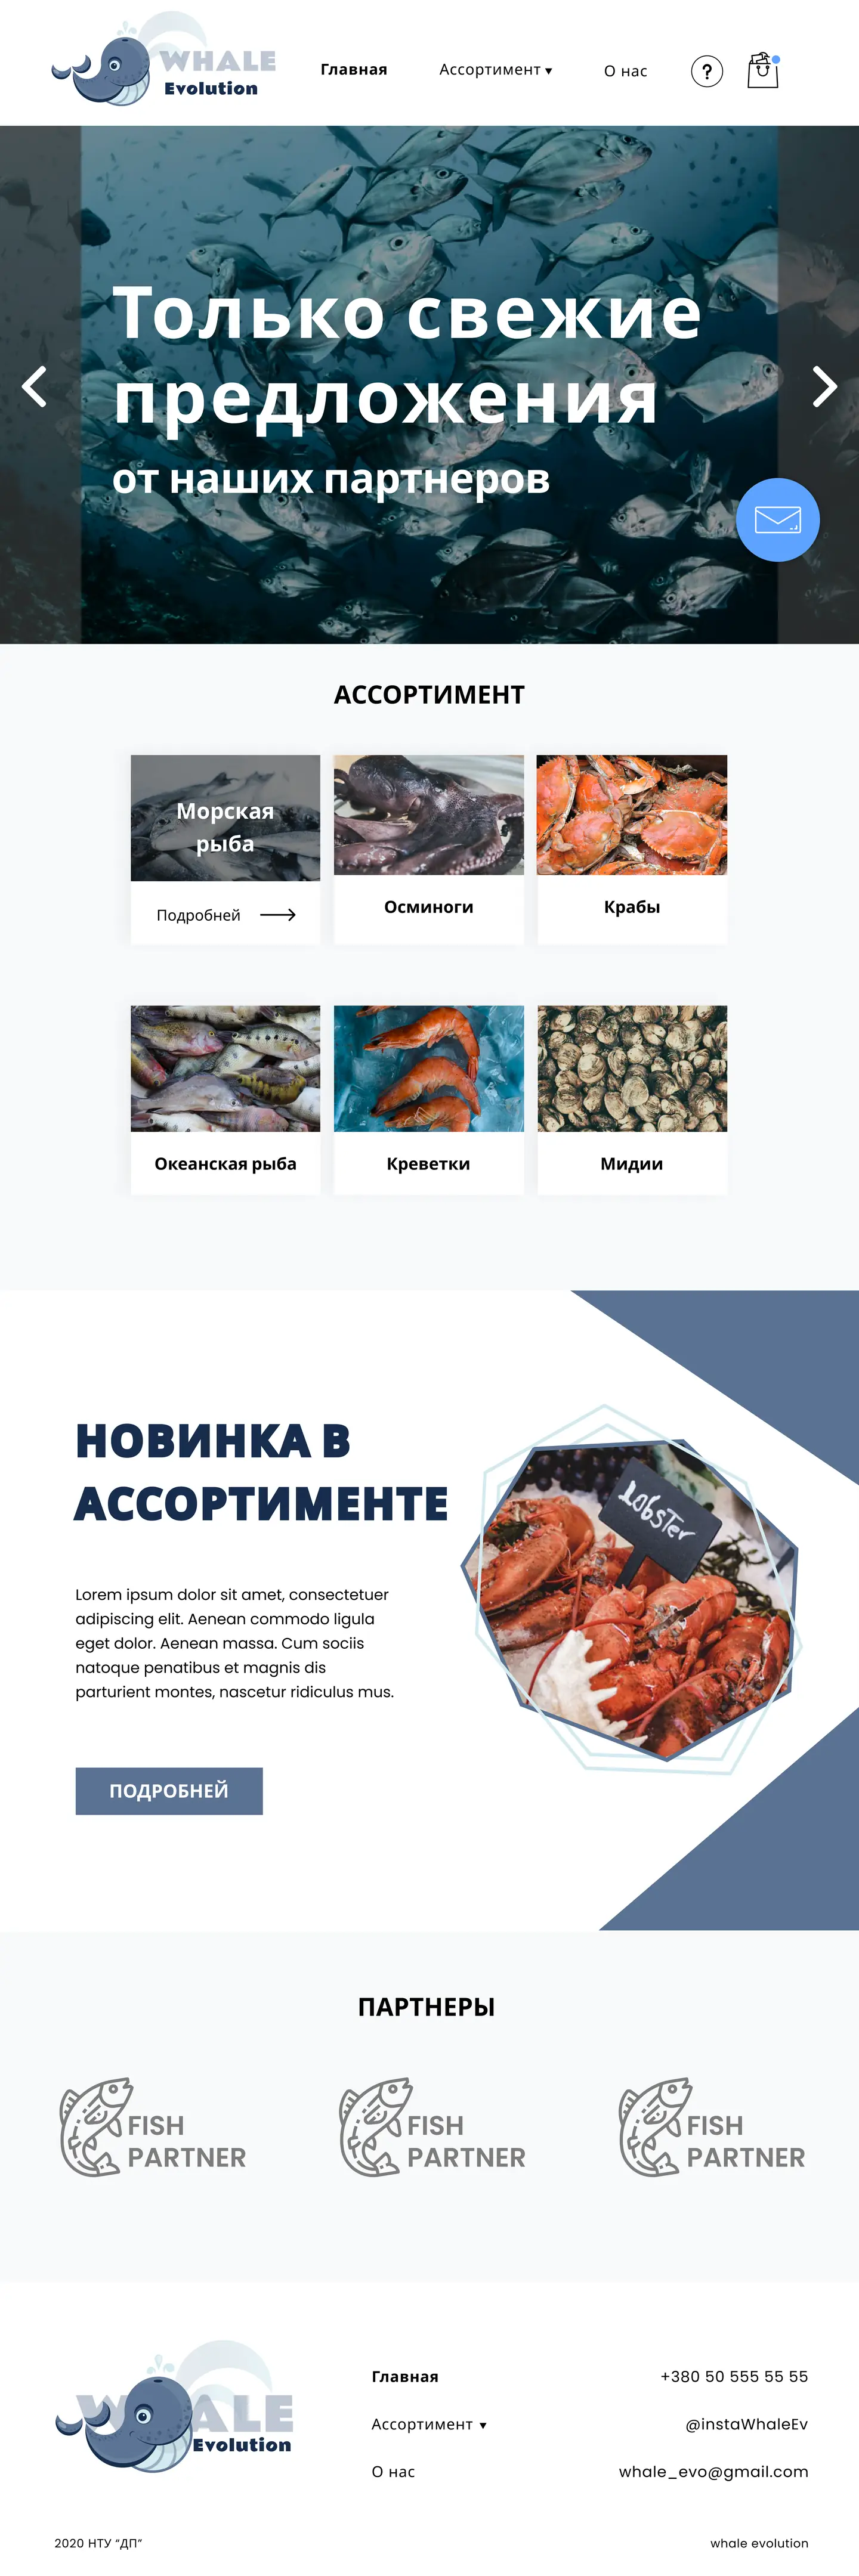 WHALE
Evolution
Главная
Ассортимент
О нас
?
Только свежие
предложения
от наших партнеров
АССОРТИМЕНТ
Морская
рыба
Подробней
Осминоги
Крабы
Океанская рыба
Креветки
Мидии
НОВИНКА В
АССОРТИМЕНТЕ
Lobster
Lorem ipsum dolor sit amet, consectetuer
adipiscing elit. Aenean commodo ligula
eget dolor. Aenean massa. Cum sociis
natoque penatibus et magnis dis
parturient montes, nascetur ridiculus mus.
ПОДРОБНЕЙ
ПАРТНЕРЫ
FISH
PARTNER
FISH
PARTNER
FISH
PARTNER
WHALE
Evolution
Главная
Ассортимент
О нас
+380 50 555 55 55
@instaWhaleEv
whale_evo@gmail.com
2020 НТУ “ДП”
whale evolution